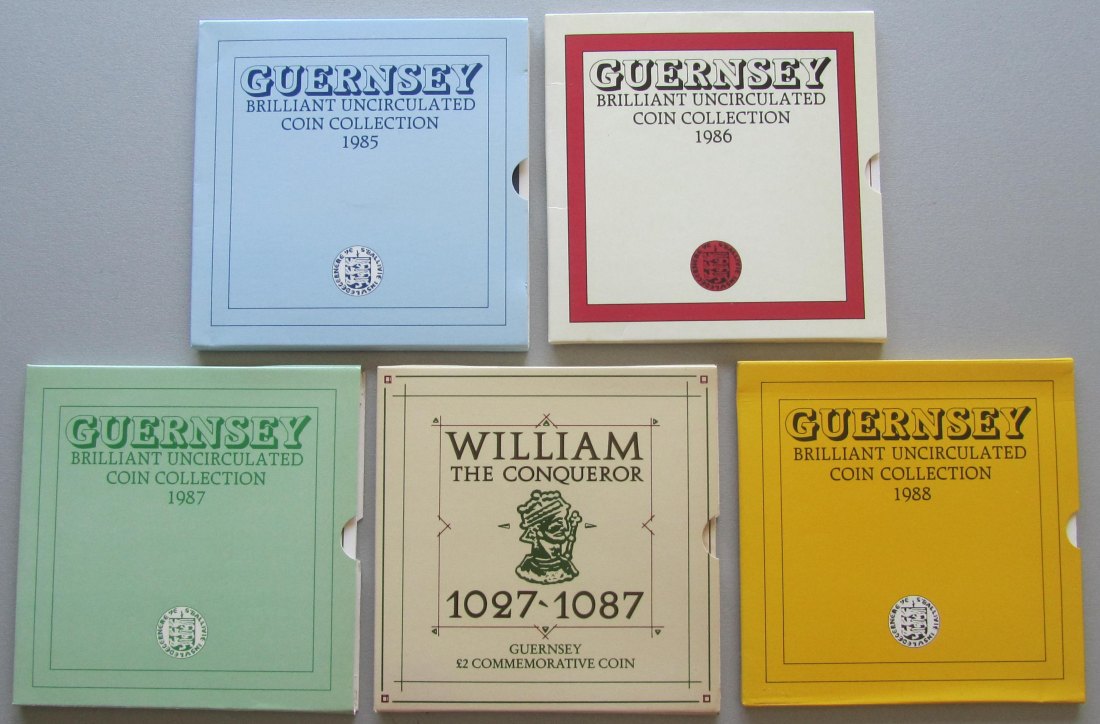 GUERNSEY
BRILLIANT UNCIRCULATED
COIN COLLECTION
1985
GUERNSEY
BRILLIANT UNCIRCULATED
COIN COLLECTION
1986
GUERNSEY
BRILLIANT UNCIRCULATED
COIN COLLECTION
1987
WILLIAM
THE CONQUEROR
1027-1087
GUERNSEY
£2 COMMEMORATIVE COIN
GUERNSEY
BRILLIANT UNCIRCULATED
COIN COLLECTION
1988